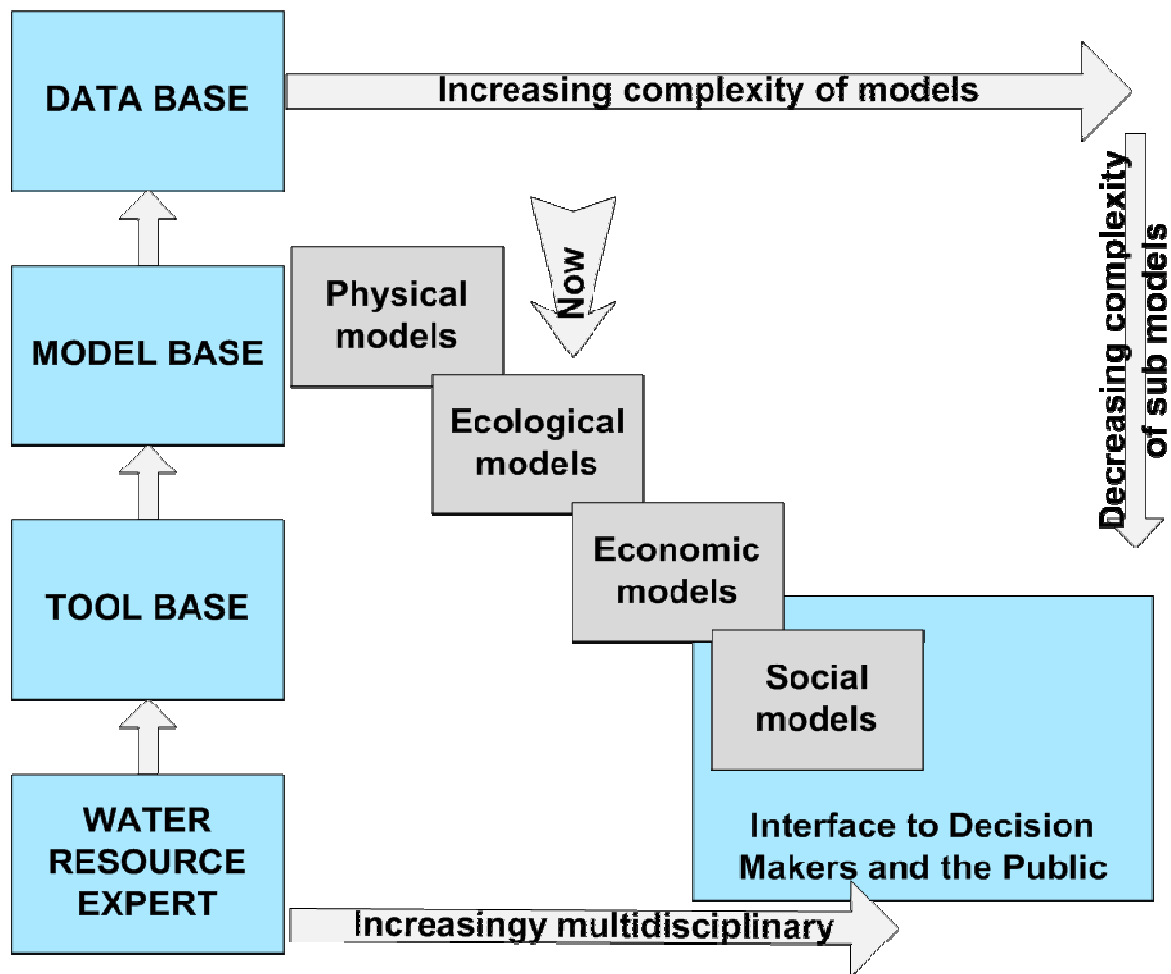 DATA BASE
Increasing complexity of models
Decreasing complexity
of sub models
Now
Physical
models
MODEL BASE
Ecological
models
Economic
models
TOOL BASE
Social
models
WATER
RESOURCE
EXPERT
Interface to Decision
Makers and the Public
Increasingy multidisciplinary